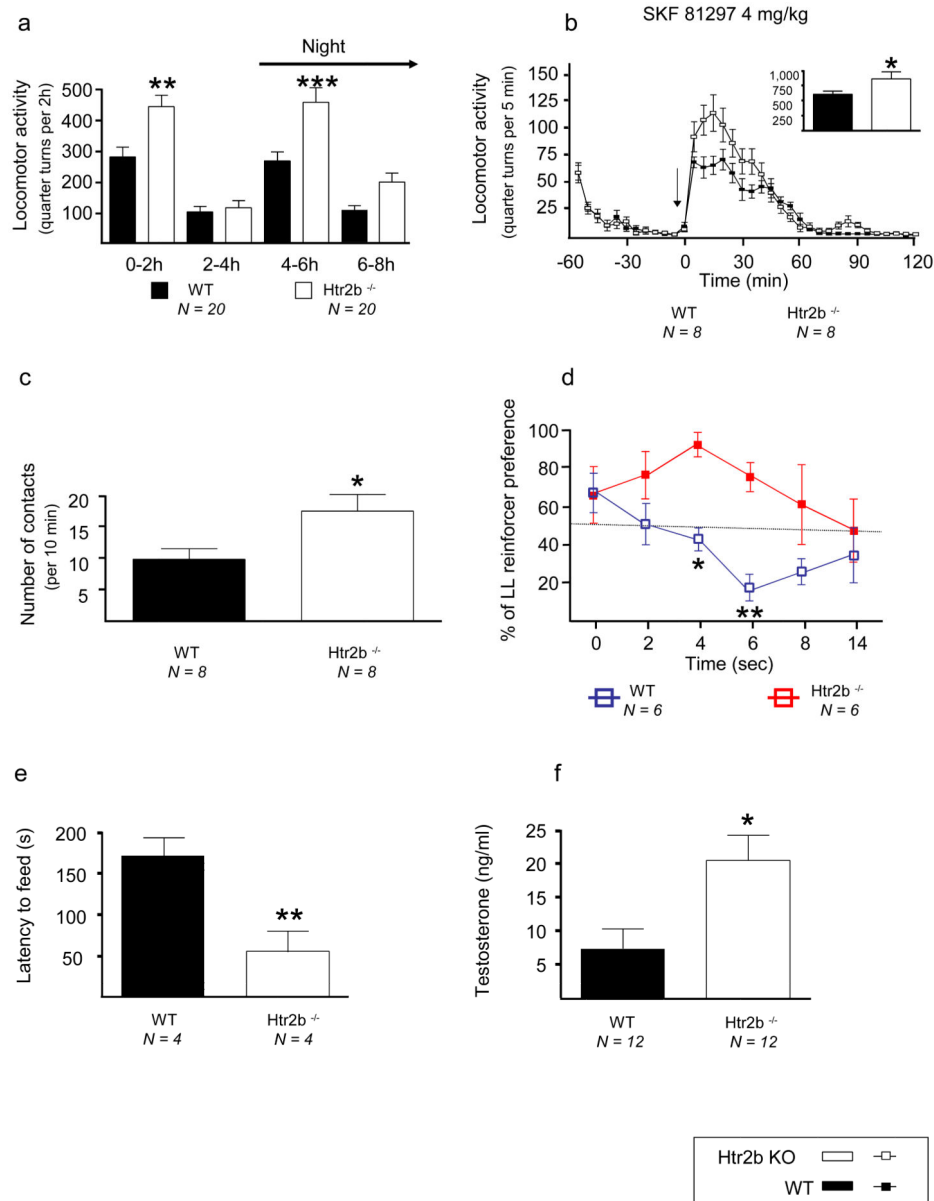 a
Night
Locomotor activity
(quarter turns per 2h)
500
400
300
200
100
**
***
0-2h 2-4h 4-6h 6-8h
WT Htr2b -/-
N = 20 N = 20
b
SKF 81297 4 mg/kg
Locomotor activity
(quarter turns per 5 min)
150
125
100
75
50
25
1,000
750
500
250
*
-60 -30 0 30 60 90 120
Time (min)
WT Htr2b -/-
N = 8 N = 8
c
Number of contacts
(per 10 min)
20
15
10
5
*
WT Htr2b -/-
N = 8 N = 8
d
% of LL reinforcer preference
100
80
60
40
20
*
**
0 2 4 6 8 14
Time (sec)
WT Htr2b -/-
N = 6 N = 6
e
Latency to feed (s)
200
150
100
50
**
WT Htr2b -/-
N = 4 N = 4
f
Testosterone (ng/ml)
25
20
15
10
5
*
WT Htr2b -/-
N = 12 N = 12
Htr2b KO
WT